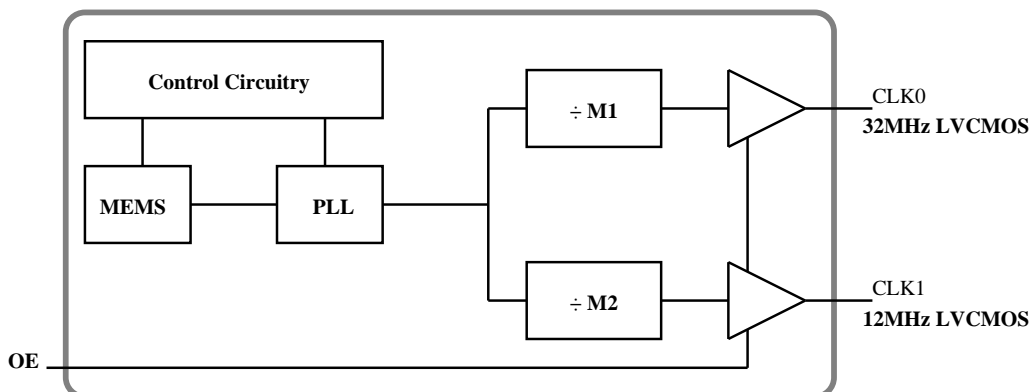 Control Circuitry
MEMS
PLL
÷ M1
÷ M2
CLK0
32MHz LVCMOS
CLK1
12MHz LVCMOS
OE